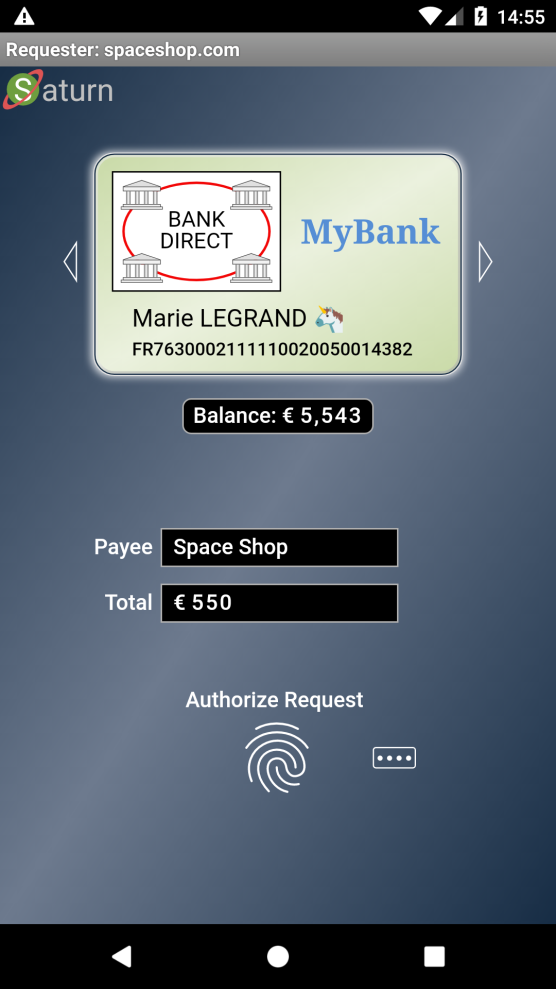 14:55
Requester: spaceshop.com
Saturn
BANK
DIRECT
MyBank
Marie LEGRAND 🦄
FR7630002111110020050014382
Balance: € 5,543
Payee Space Shop
Total € 550
Authorize Request